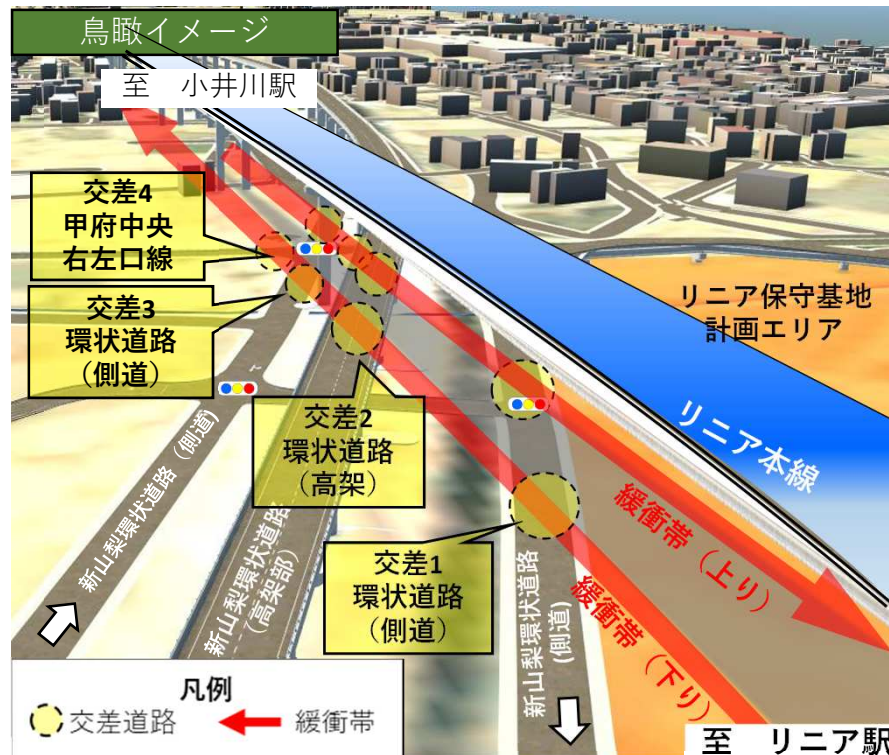 鳥瞰イメージ
至 小井川駅
交差4
甲府中央
右左口線
交差3
環状道路
(側道)
リニア保守基地
計画エリア
交差2
環状道路
(高架)
リニア本線
新山梨環状道路(側道)
新山梨環状道路
(高架部)
緩衝帯(上り)
交差1
環状道路
(側道)
新山梨環状道路
(側道)
緩衝帯(下り)
凡例
交差道路
緩衝帯
至 リニア駅